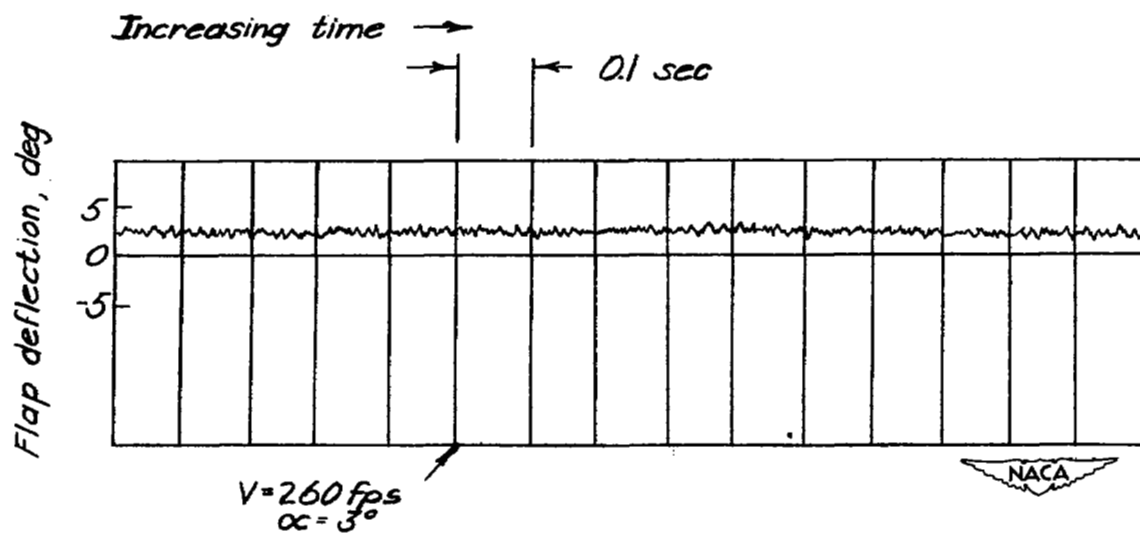 Increasing time
0.1 sec
Flap deflection, deg
5
0
-5
V=260 fps
α = 3°
NACA